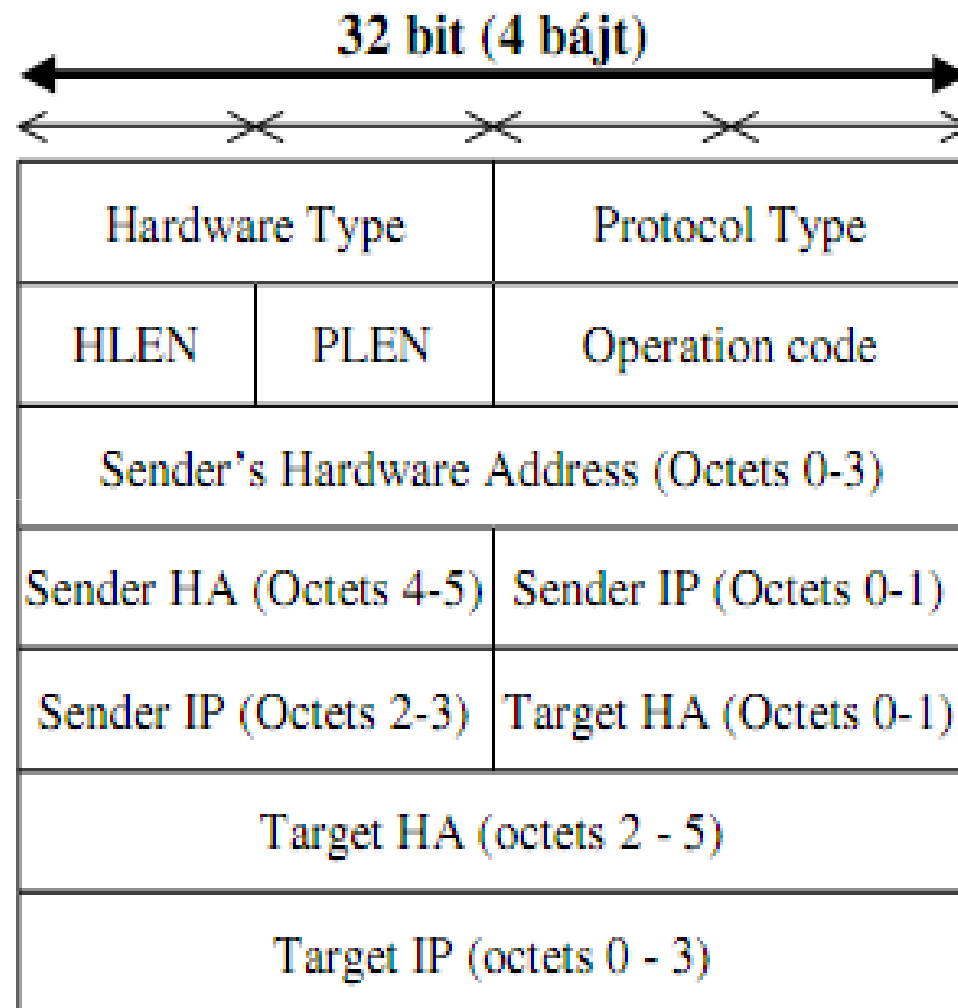 32 bit (4 bájt)
Hardware Type Protocol Type
HLEN PLEN Operation code
Sender's Hardware Address (Octets 0-3)
Sender HA (Octets 4-5) Sender IP (Octets 0-1)
Sender IP (Octets 2-3) Target HA (Octets 0-1)
Target HA (octets 2 - 5)
Target IP (octets 0 - 3)